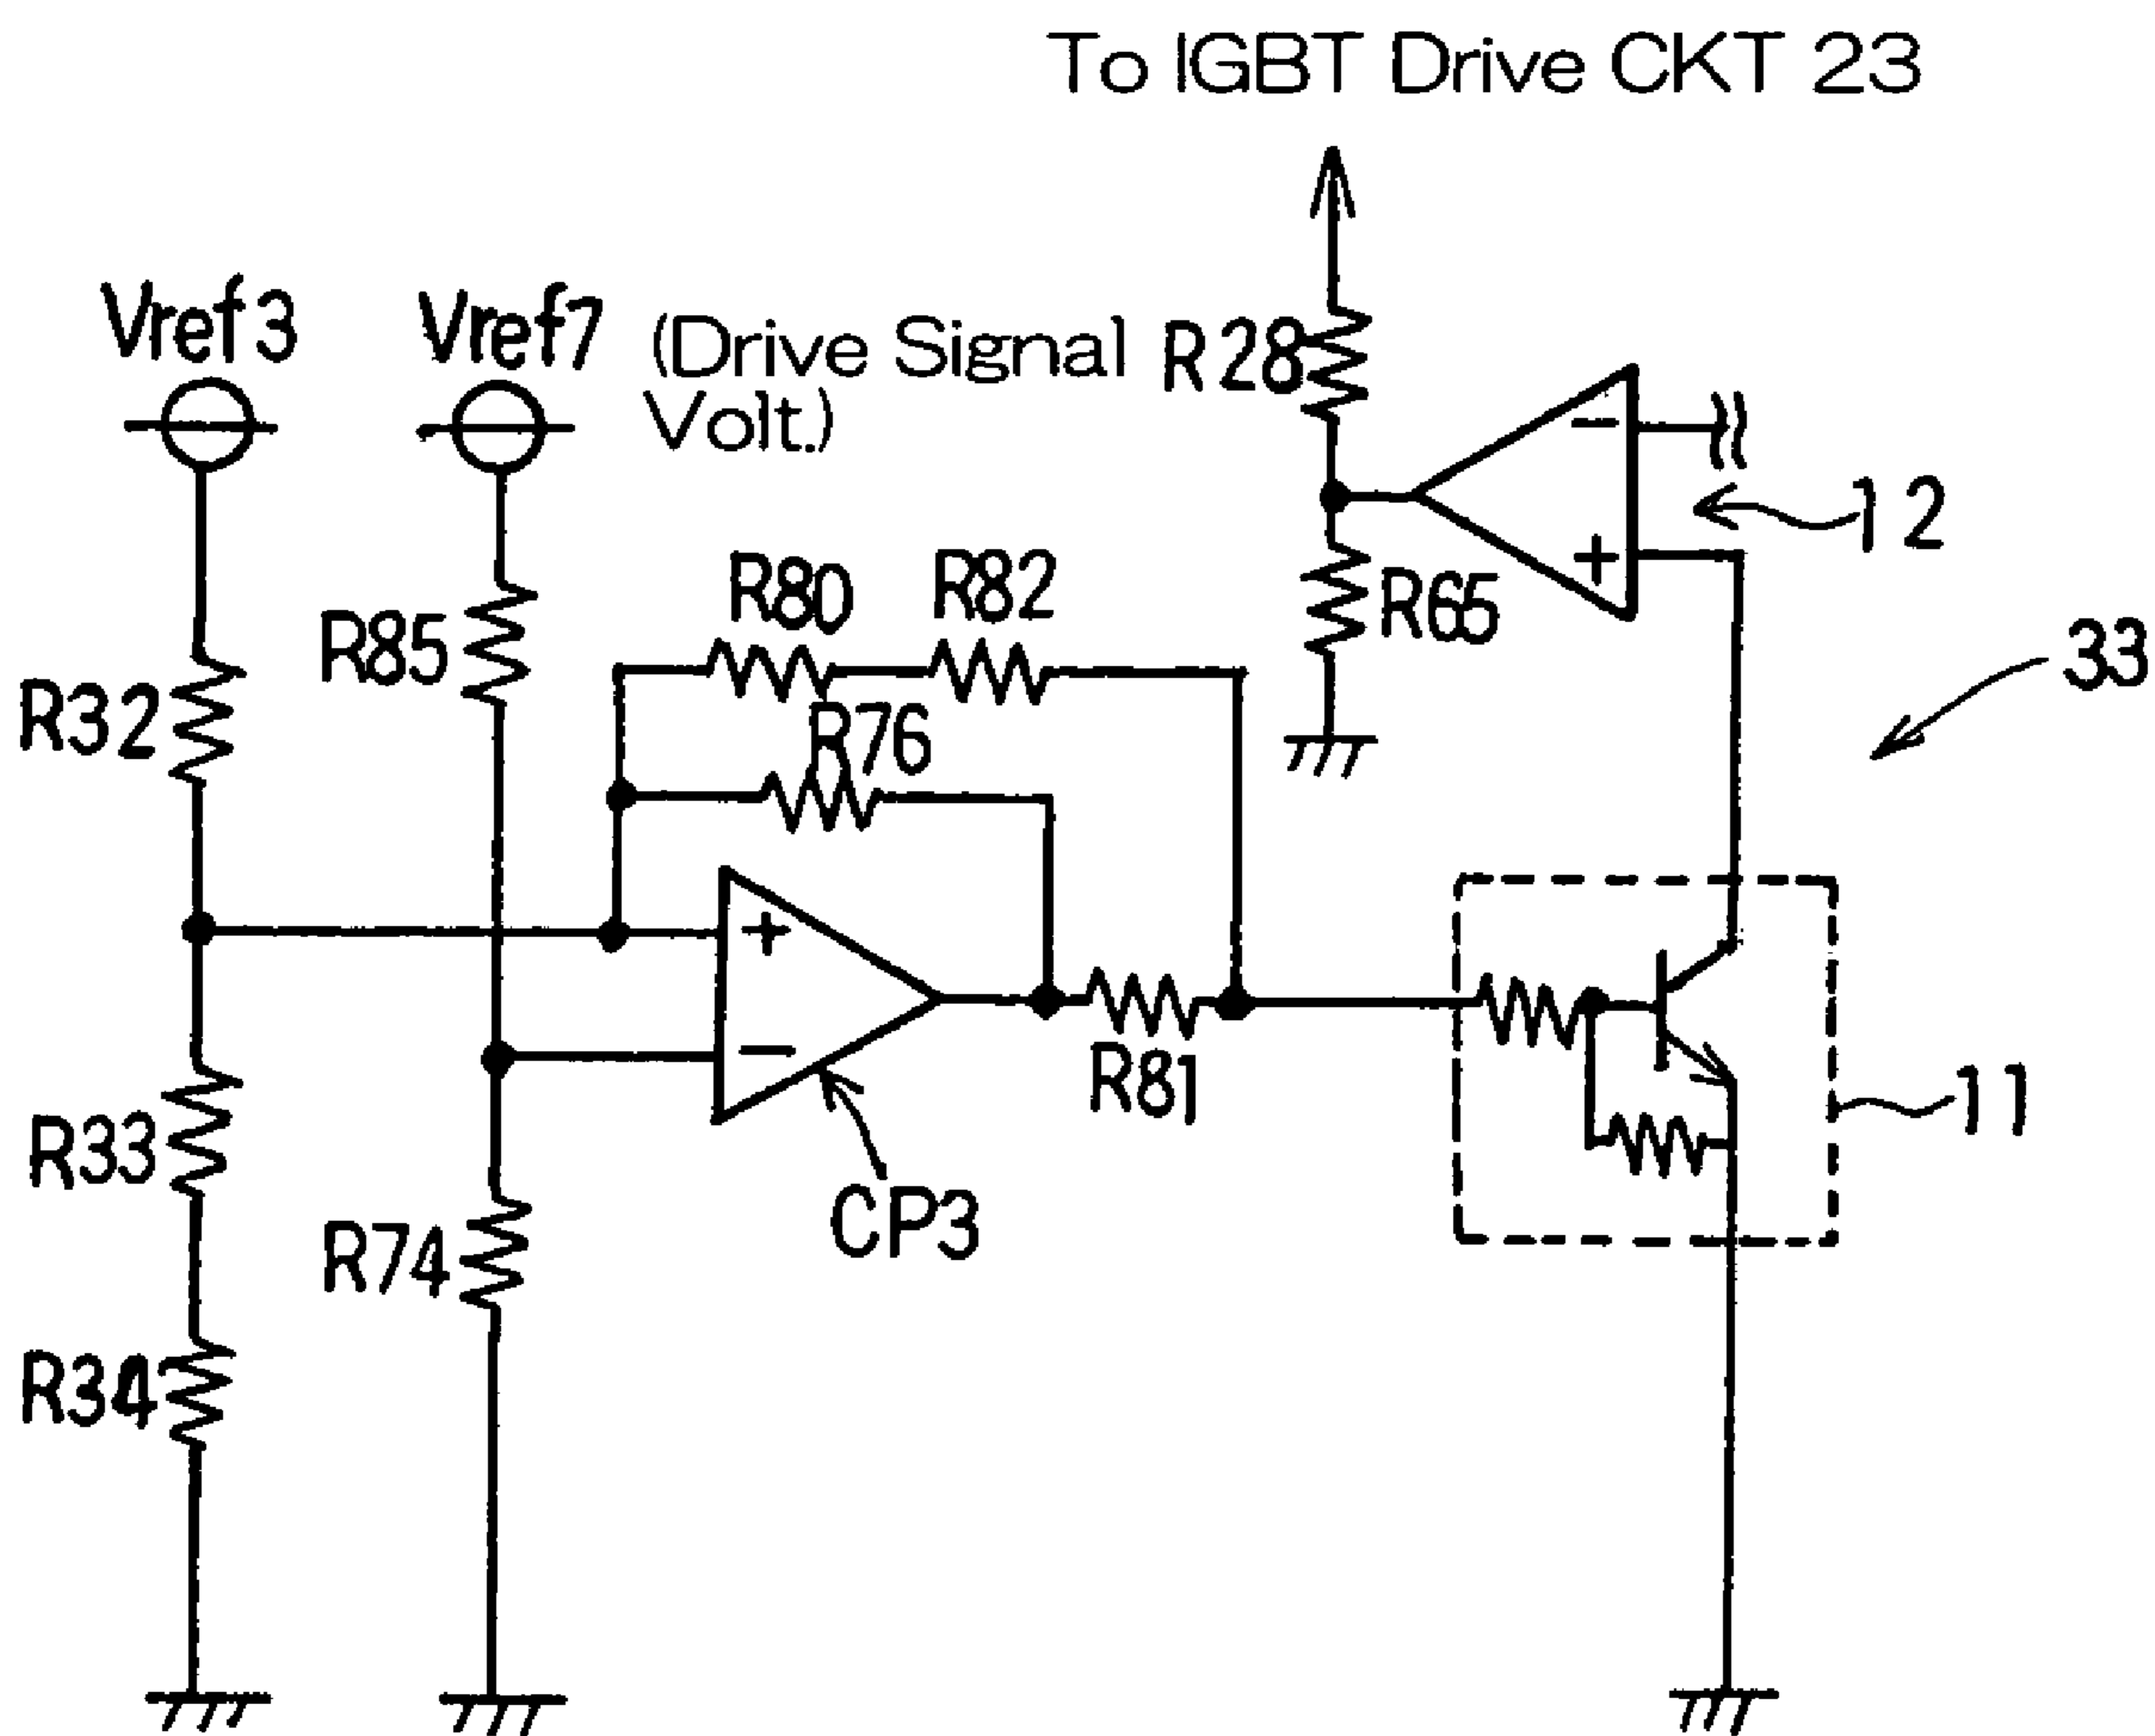 To IGBT Drive CKT 23
Vref3
Vref7
(Drive Signal
Volt.)
R28
-
12
+
R80
R82
R65
R85
33
R32
R76
+
-
R81
11
R33
CP3
R74
R34